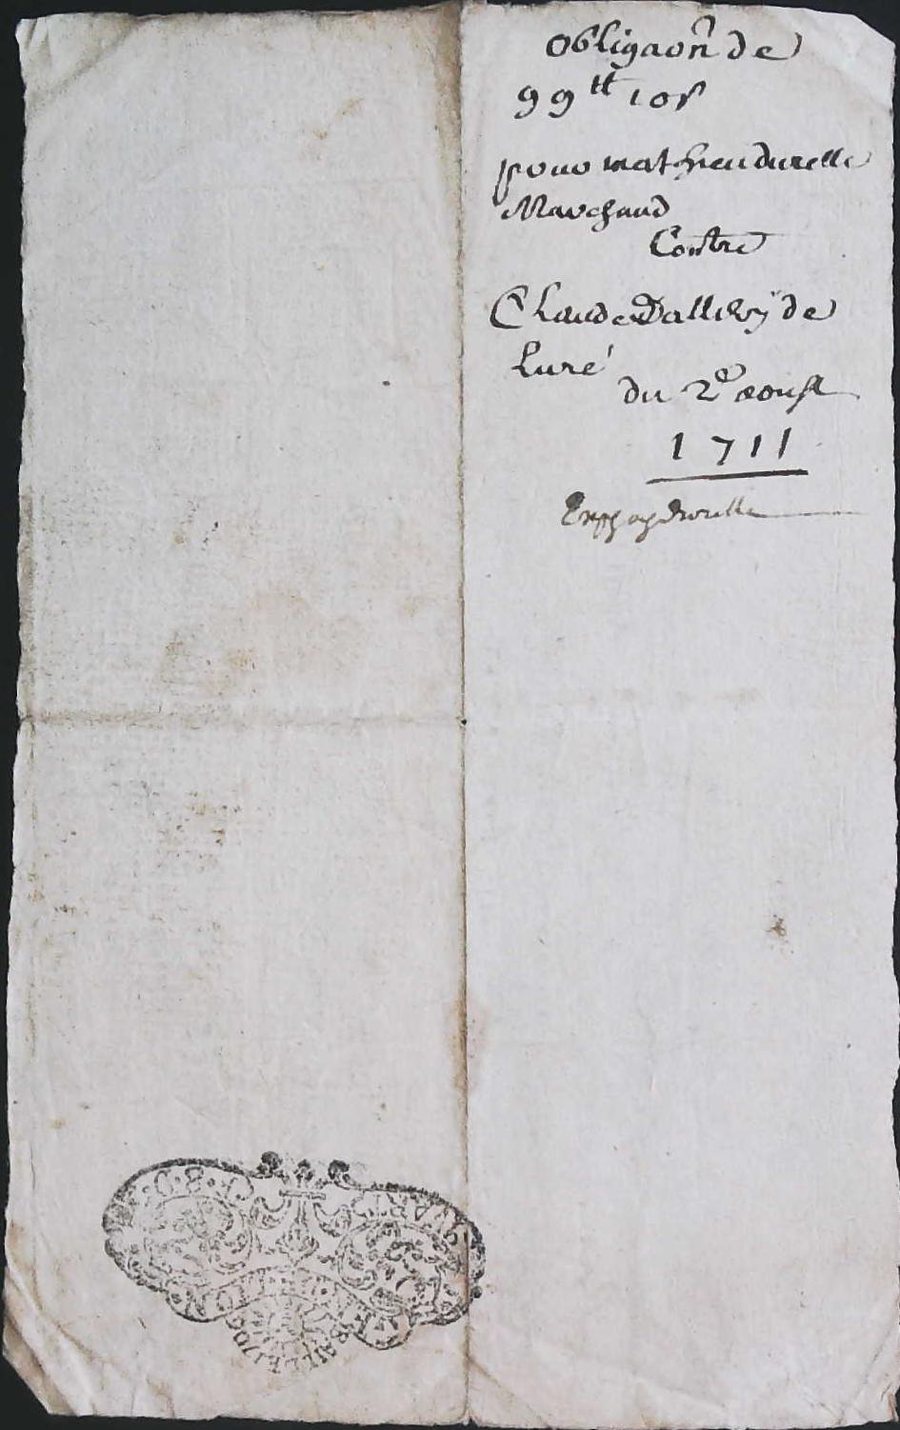 Obligaon̄ de
99ᵗᵗ 10ˢ
pour mathieu durelle
Marchand
Contre
Claude Dallery de
Luré
du 2ᵉ aoust
1711